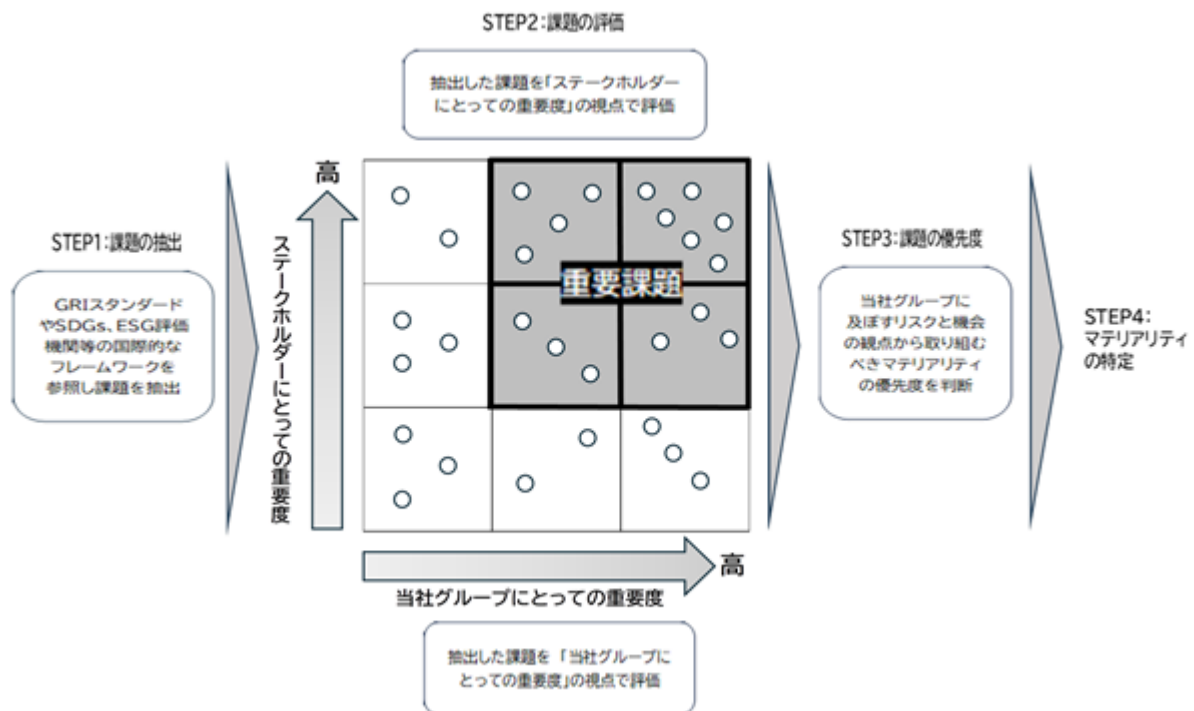 STEP2：課題の評価
抽出した課題を「ステークホルダー
にとっての重要度」の視点で評価
STEP1：課題の抽出
GRIスタンダード
やSDGs、ESG評価
機関等の国際的な
フレームワークを
参照し課題を抽出
高
ステークホルダーにとっての重要度
重要課題
高
当社グループにとっての重要度
抽出した課題を「当社グループに
とっての重要度」の視点で評価
STEP3：課題の優先度
当社グループに
及ぼすリスクと機会
の観点から取り組む
べきマテリアリティ
の優先度を判断
STEP4：
マテリアリティ
の特定